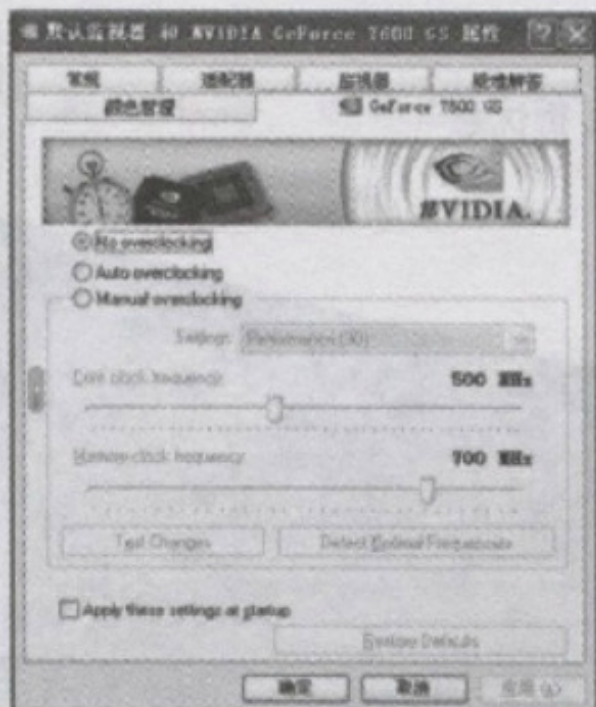 默认监视器 和 NVIDIA GeForce 7600 GS 属性
常规 适配器 监视器 疑难解答
颜色管理 GeForce 7600 GS
NVIDIA.
No overclocking
Auto overclocking
Manual overclocking
Settings: Performance (3D)
Core clock frequency: 500 MHz
Memory clock frequency: 700 MHz
Test Changes Detect Optimal Frequencies
Apply these settings at startup
Restore Defaults
确定 取消 应用(A)